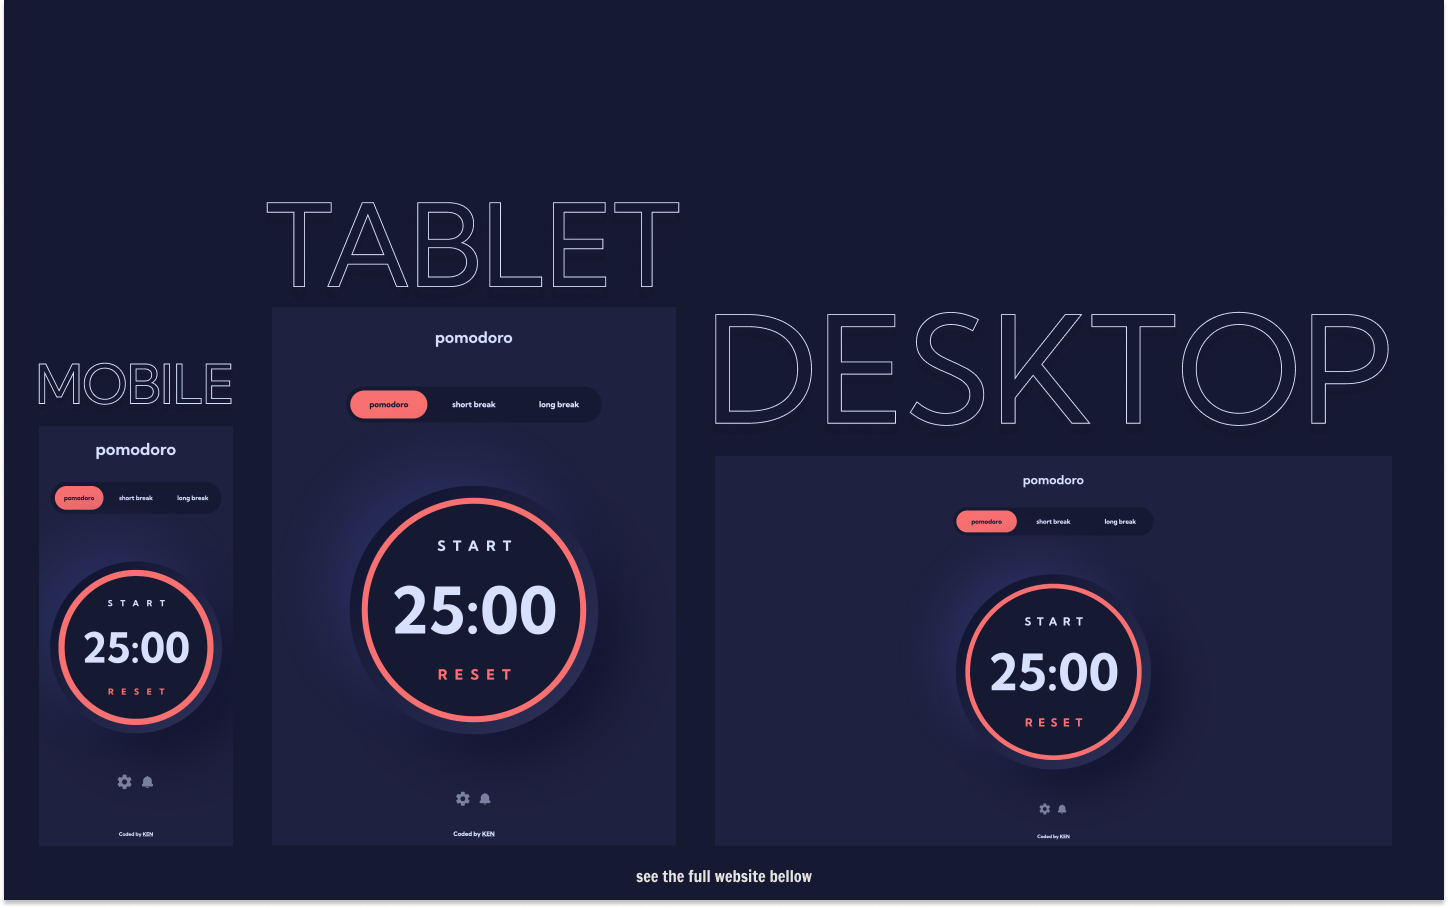 MOBILE
pomodoro
pomodoro short break long break
START
25:00
RESET
Coded by KEN
TABLET
pomodoro
pomodoro short break long break
START
25:00
RESET
Coded by KEN
DESKTOP
pomodoro
pomodoro short break long break
START
25:00
RESET
Coded by KEN
see the full website bellow